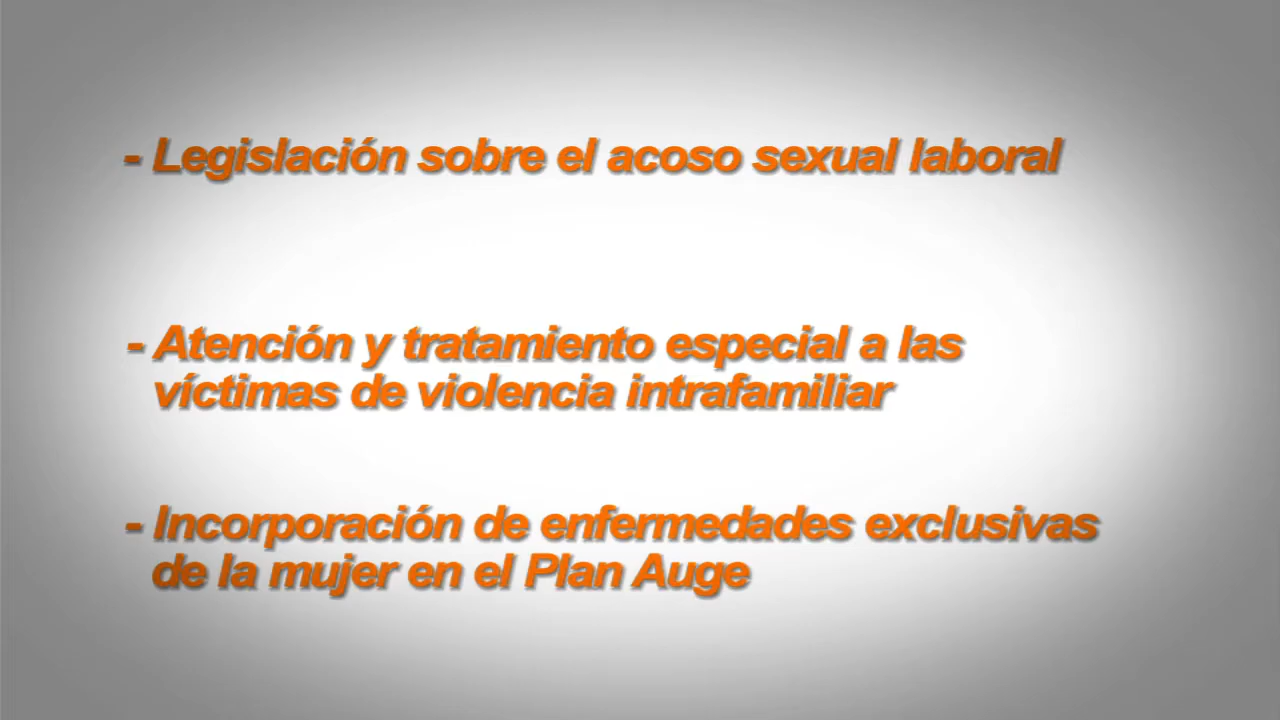 - Legislación sobre el acoso sexual laboral
- Atención y tratamiento especial a las
víctimas de violencia intrafamiliar
- Incorporación de enfermedades exclusivas
de la mujer en el Plan Auge